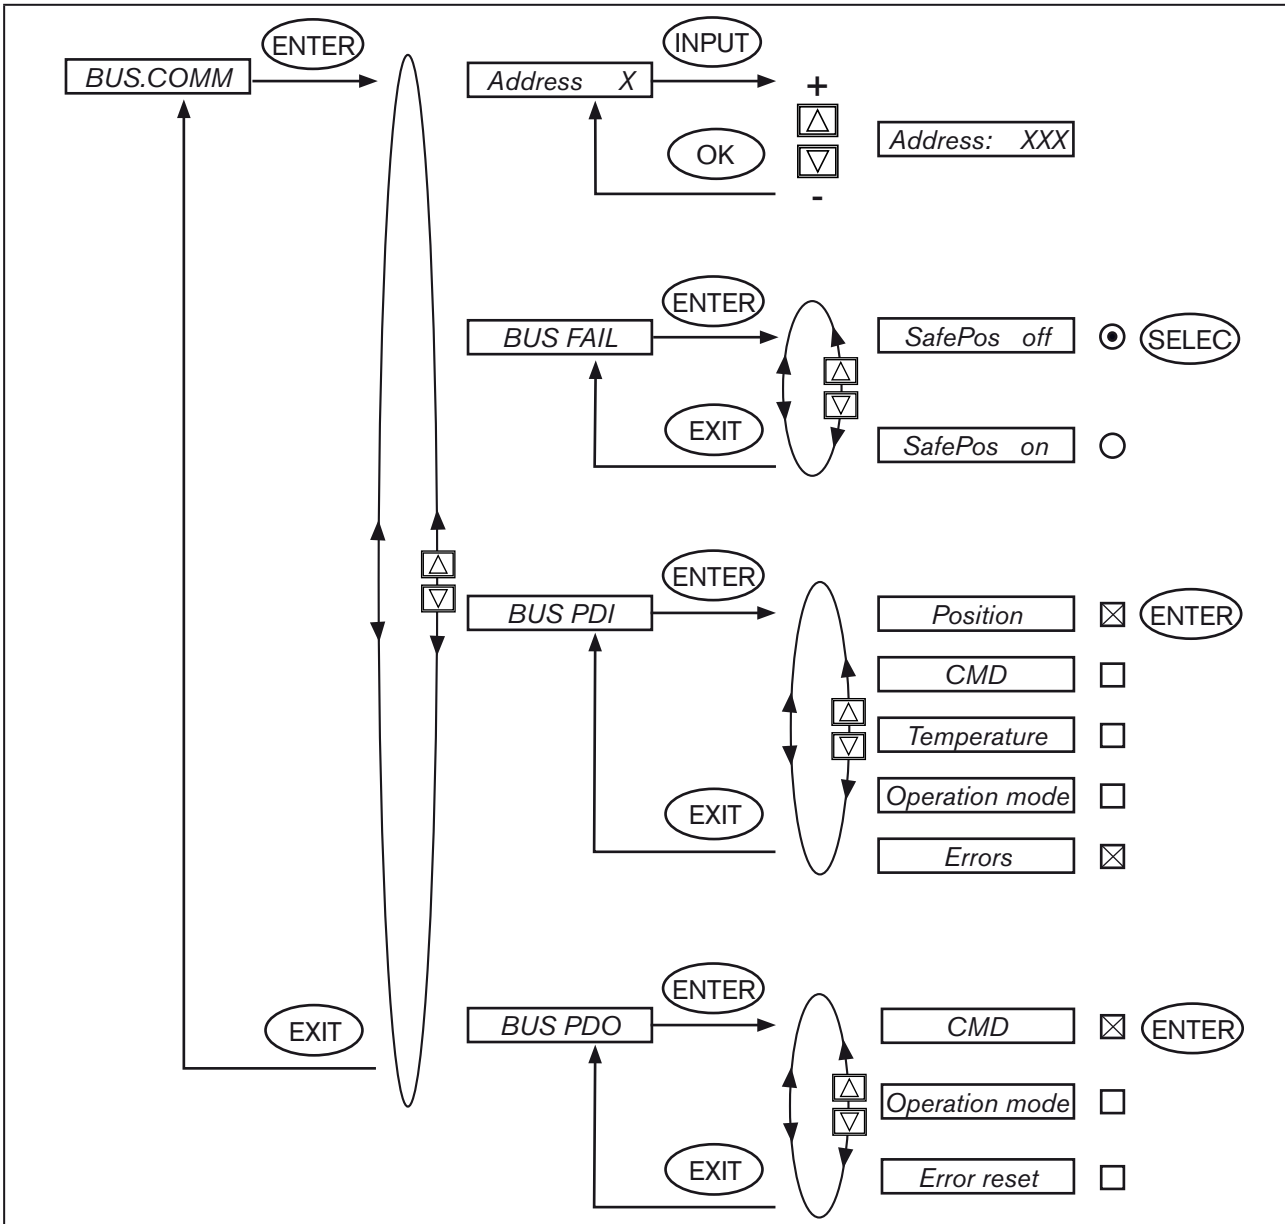 ENTER
BUS.COMM
INPUT
Address X
+
OK
Address: XXX
-
ENTER
BUS FAIL
SafePos off
SELEC
EXIT
SafePos on
ENTER
BUS PDI
Position
ENTER
CMD
Temperature
Operation mode
EXIT
Errors
ENTER
BUS PDO
CMD
ENTER
EXIT
Operation mode
EXIT
Error reset